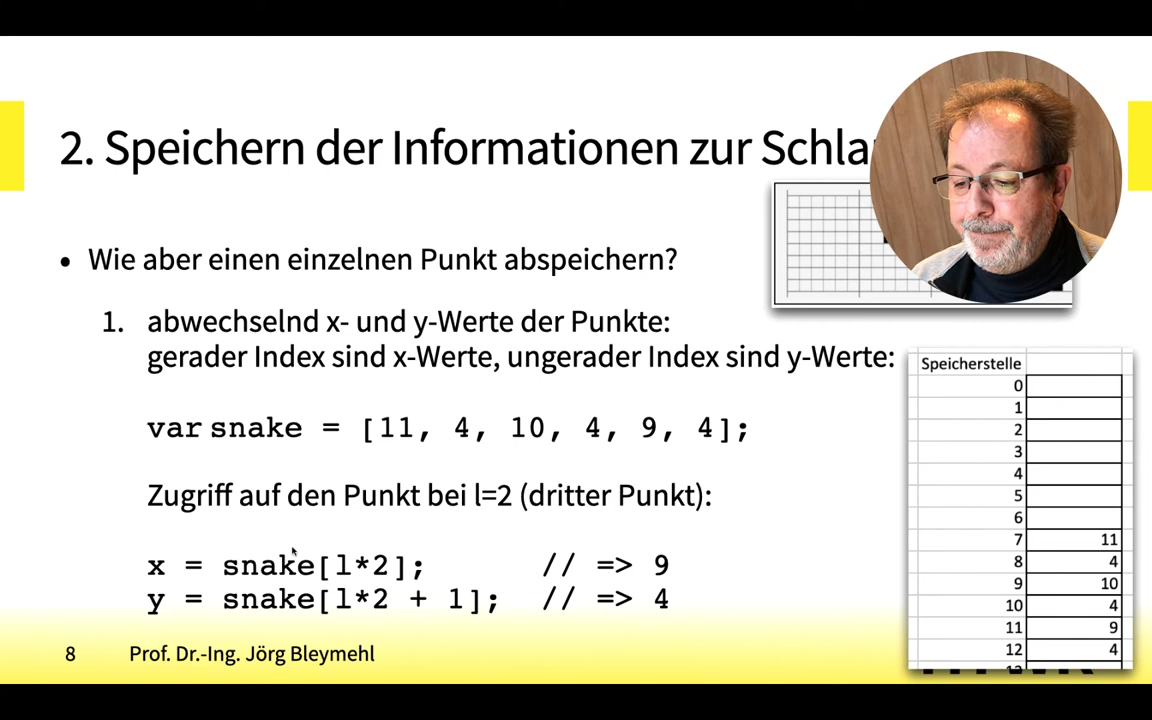 2. Speichern der Informationen zur
• Wie aber einen einzelnen Punkt abspeichern?
1. abwechselnd x- und y-Werte der Punkte:
gerader Index sind x-Werte, ungerader Index sind y-Werte:
var snake = [11, 4, 10, 4, 9, 4];
Zugriff auf den Punkt bei l=2 (dritter Punkt):
x = snake[l*2]; // => 9
y = snake[l*2 + 1]; // => 4
Speicherstelle
0
1
2
3
4
5
6
7 11
8 4
9 10
10 4
11 9
12 4
8 Prof. Dr.-Ing. Jörg Bleymehl